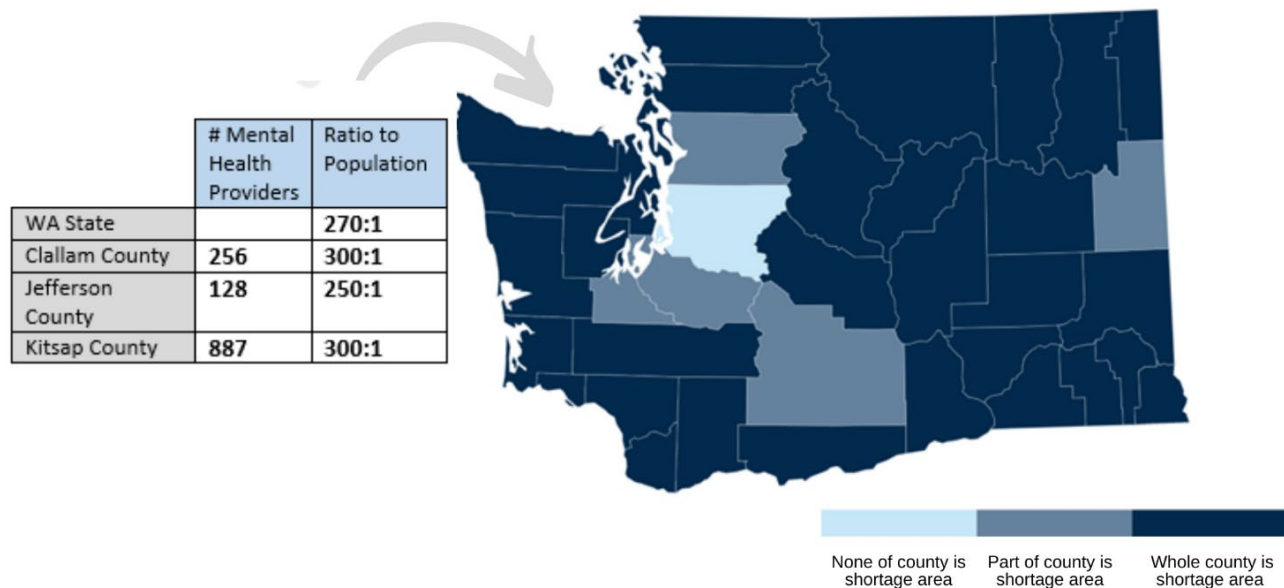 # Mental
Health
Providers
Ratio to
Population
WA State
270:1
Clallam County
256
300:1
Jefferson
County
128
250:1
Kitsap County
887
300:1
None of county is
shortage area
Part of county is
shortage area
Whole county is
shortage area